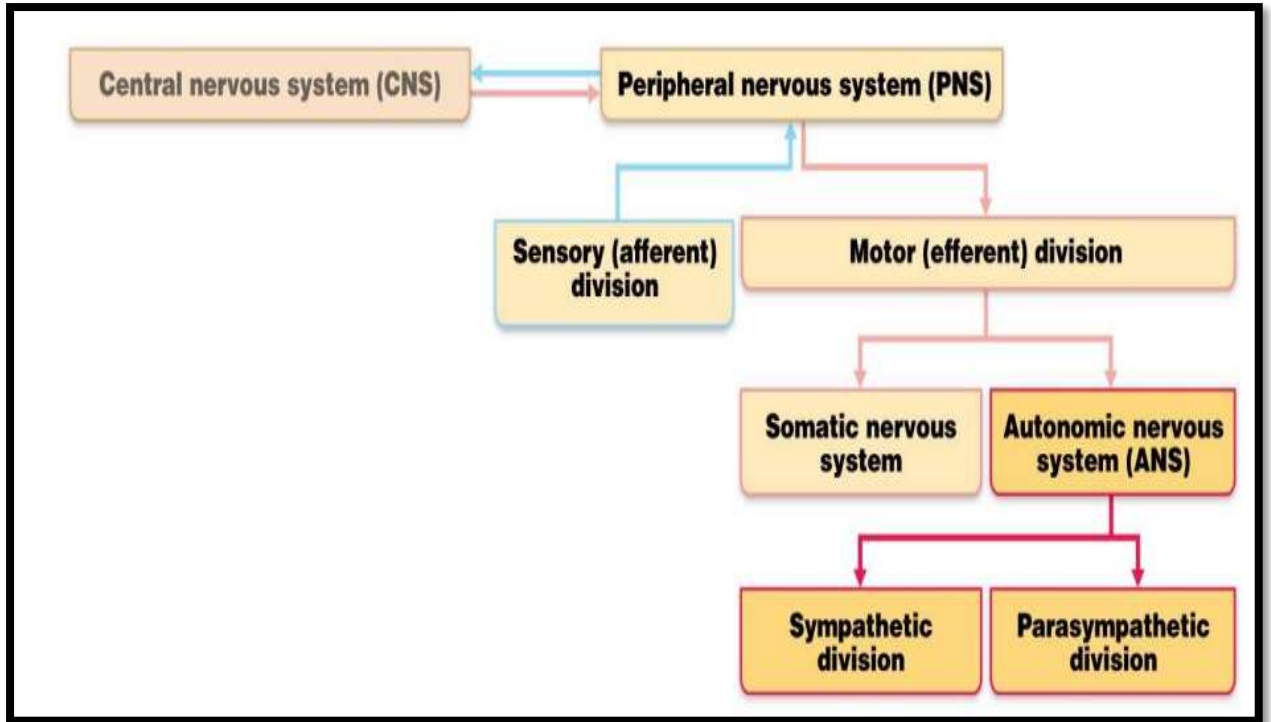 Central nervous system (CNS)
Peripheral nervous system (PNS)
Sensory (afferent)
division
Motor (efferent) division
Somatic nervous
system
Autonomic nervous
system (ANS)
Sympathetic
division
Parasympathetic
division